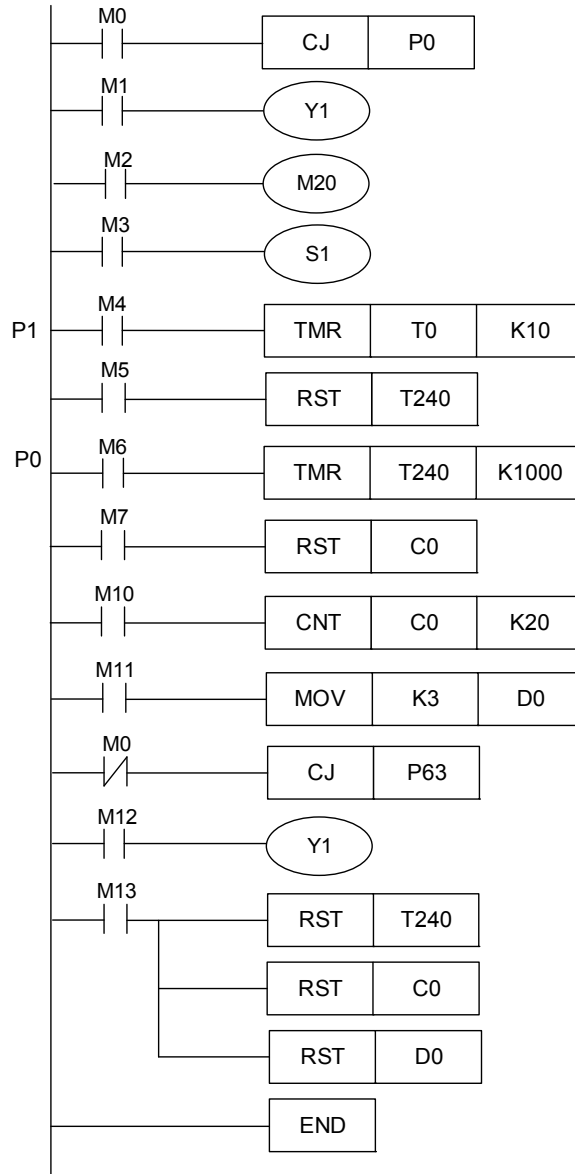 M0
CJ P0
M1
Y1
M2
M20
M3
S1
P1 M4
TMR T0 K10
M5
RST T240
P0 M6
TMR T240 K1000
M7
RST C0
M10
CNT C0 K20
M11
MOV K3 D0
M0
CJ P63
M12
Y1
M13
RST T240
RST C0
RST D0
END